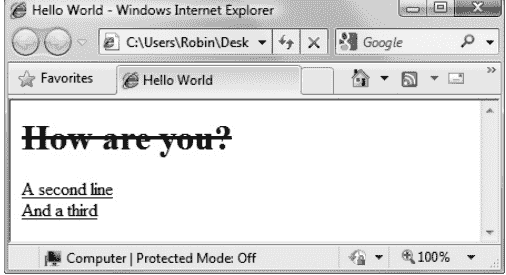 Hello World - Windows Internet Explorer
C:\Users\Robin\Desk
Google
Favorites
Hello World
»
How are you?
A second line
And a third
Computer | Protected Mode: Off
100%